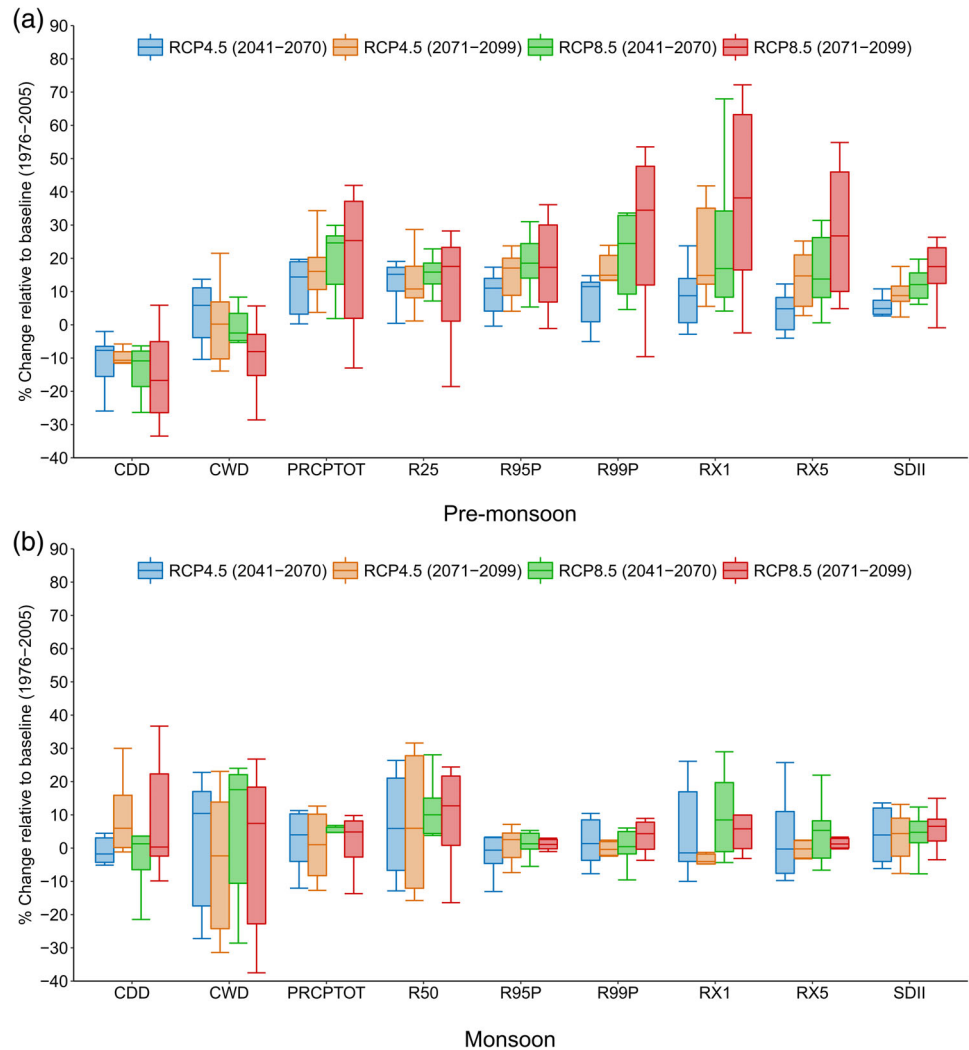 (a)
% Change relative to baseline (1976−2005)
90
80
70
60
50
40
30
20
10
0
−10
−20
−30
−40
RCP4.5 (2041−2070) RCP4.5 (2071−2099) RCP8.5 (2041−2070) RCP8.5 (2071−2099)
CDD CWD PRCPTOT R25 R95P R99P RX1 RX5 SDII
Pre-monsoon
(b)
% Change relative to baseline (1976−2005)
90
80
70
60
50
40
30
20
10
0
−10
−20
−30
−40
RCP4.5 (2041−2070) RCP4.5 (2071−2099) RCP8.5 (2041−2070) RCP8.5 (2071−2099)
CDD CWD PRCPTOT R50 R95P R99P RX1 RX5 SDII
Monsoon